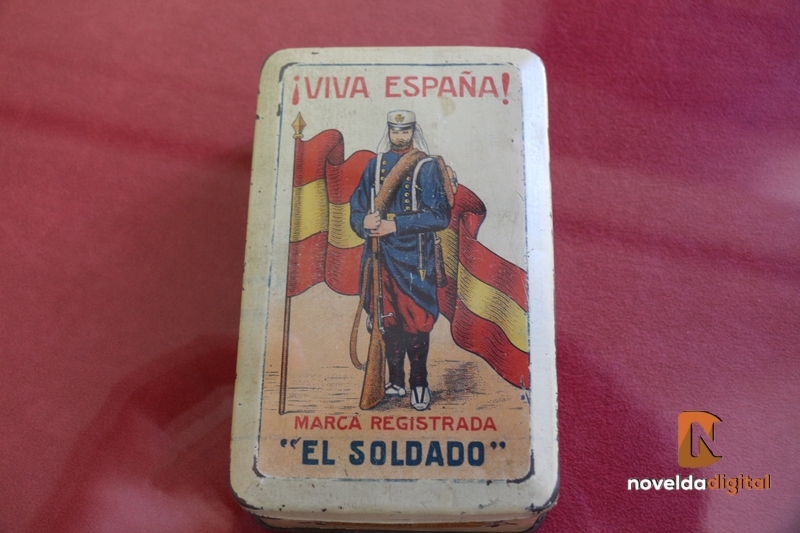 ¡VIVA ESPAÑA!
MARCA REGISTRADA
"EL SOLDADO"
N
noveldadigital